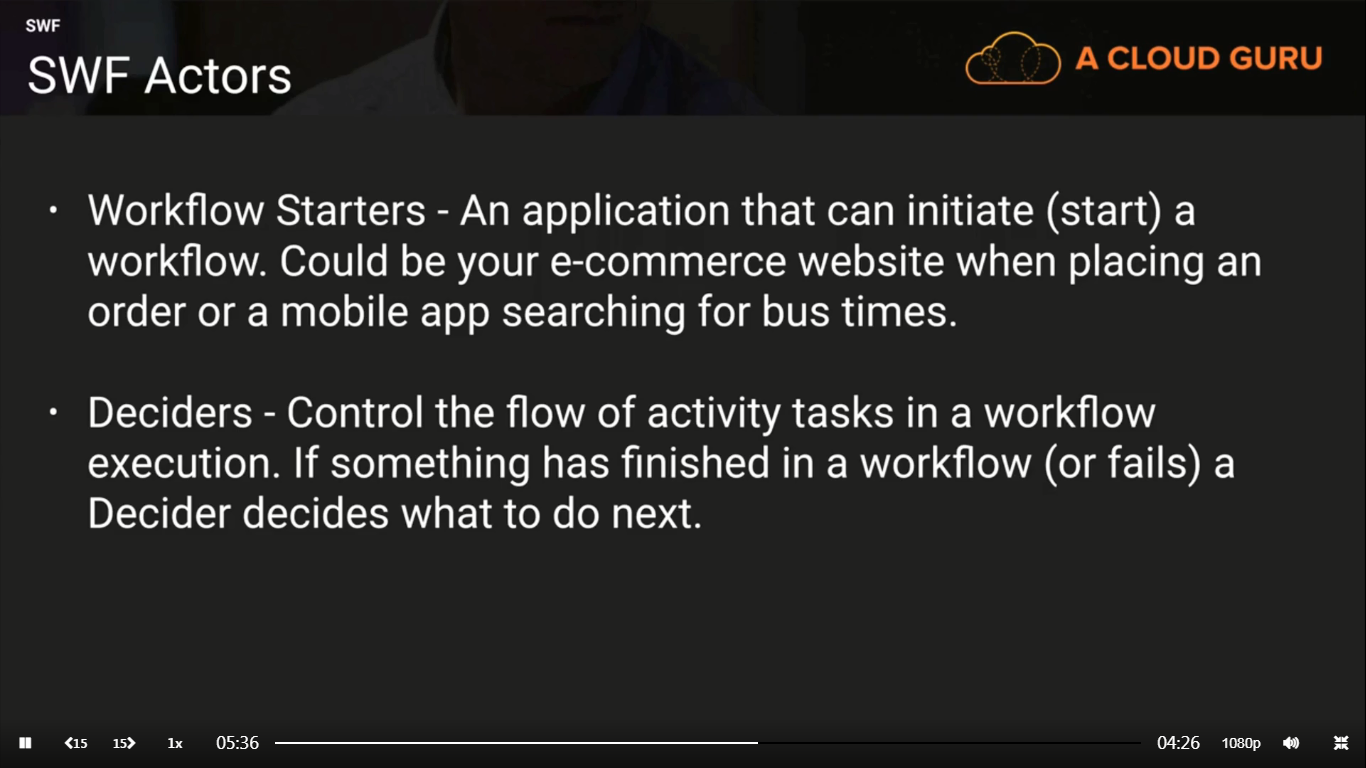 SWF
SWF Actors
A CLOUD GURU
• Workflow Starters - An application that can initiate (start) a
workflow. Could be your e-commerce website when placing an
order or a mobile app searching for bus times.
• Deciders - Control the flow of activity tasks in a workflow
execution. If something has finished in a workflow (or fails) a
Decider decides what to do next.
15 15 1x 05:36 04:26 1080p